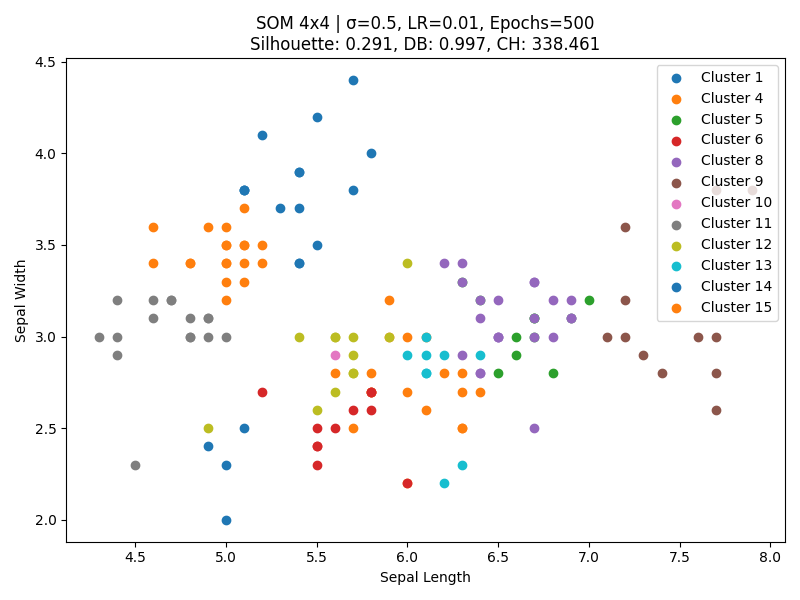 SOM 4x4 | σ=0.5, LR=0.01, Epochs=500
Silhouette: 0.291, DB: 0.997, CH: 338.461
4.5
4.0
3.5
3.0
2.5
2.0
Sepal Width
Cluster 1
Cluster 4
Cluster 5
Cluster 6
Cluster 8
Cluster 9
Cluster 10
Cluster 11
Cluster 12
Cluster 13
Cluster 14
Cluster 15
4.5 5.0 5.5 6.0 6.5 7.0 7.5 8.0
Sepal Length